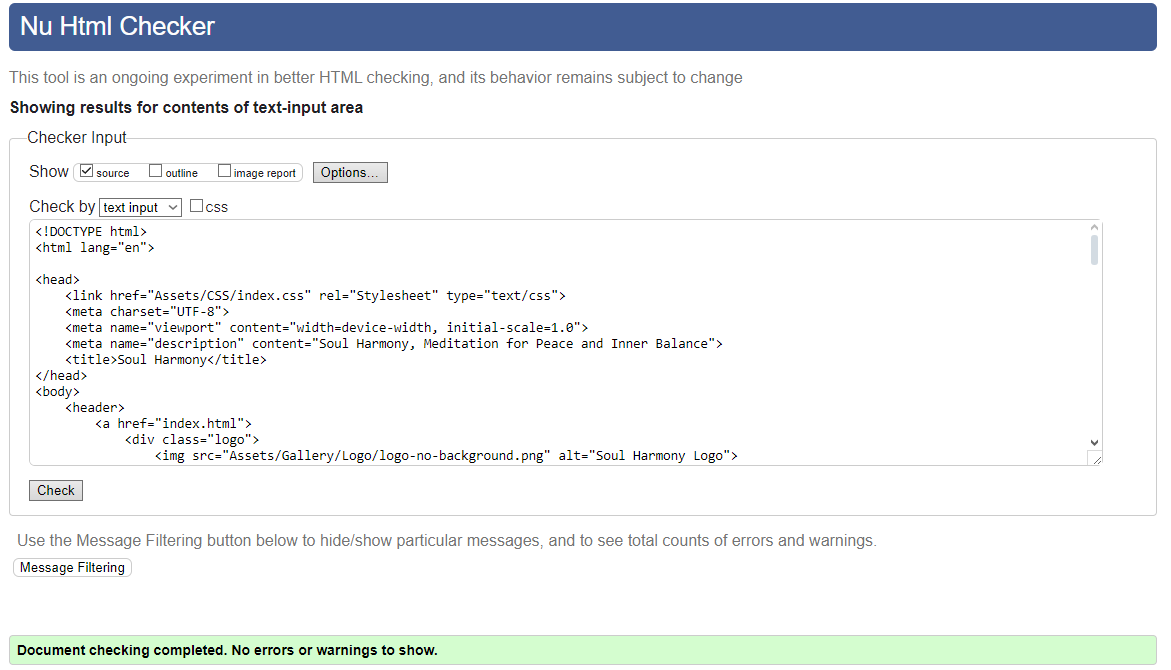 Nu Html Checker
This tool is an ongoing experiment in better HTML checking, and its behavior remains subject to change
Showing results for contents of text-input area
Checker Input
Show source outline image report Options...
Check by text input css
<!DOCTYPE html>
<html lang="en">
<head>
<link href="Assets/CSS/index.css" rel="Stylesheet" type="text/css">
<meta charset="UTF-8">
<meta name="viewport" content="width=device-width, initial-scale=1.0">
<meta name="description" content="Soul Harmony, Meditation for Peace and Inner Balance">
<title>Soul Harmony</title>
</head>
<body>
<header>
<a href="index.html">
<div class="logo">
<img src="Assets/Gallery/Logo/logo-no-background.png" alt="Soul Harmony Logo">
Check
Use the Message Filtering button below to hide/show particular messages, and to see total counts of errors and warnings.
Message Filtering
Document checking completed. No errors or warnings to show.